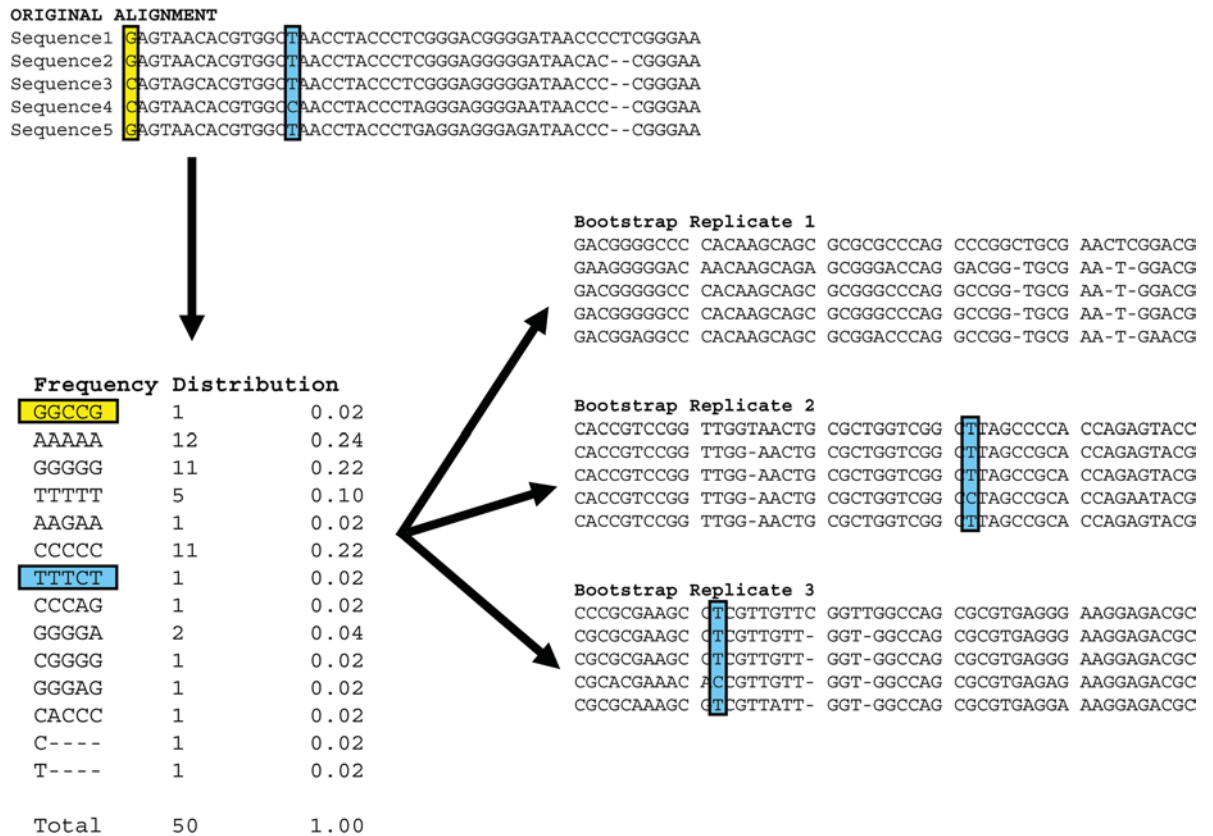 ORIGINAL ALIGNMENT
Sequence1 GAGTAACACGTGGCTAACCTACCCTCGGGACGGGGATAACCCCTCGGGAA
Sequence2 GAGTAACACGTGGCTAACCTACCCTCGGGAGGGGGATAACAC--CGGGAA
Sequence3 CAGTAGCACGTGGCTAACCTACCCTCGGGAGGGGGATAACCC--CGGGAA
Sequence4 CAGTAACACGTGGCCAACCTACCCTAGGGAGGGGAATAACCC--CGGGAA
Sequence5 GAGTAACACGTGGCTAACCTACCCTGAGGAGGGAGATAACCC--CGGGAA
Frequency Distribution
GGCCG 1 0.02
AAAAA 12 0.24
GGGGG 11 0.22
TTTTT 5 0.10
AAGAA 1 0.02
CCCCC 11 0.22
TTTCT 1 0.02
CCCAG 1 0.02
GGGGA 2 0.04
CGGGG 1 0.02
GGGAG 1 0.02
CACCC 1 0.02
C---- 1 0.02
T---- 1 0.02
Total 50 1.00
Bootstrap Replicate 1
GACGGGGCCC CACAAGCAGC GCGCGCCCAG CCCGGCTGCG AACTCGGACG
GAAGGGGGAC AACAAGCAGA GCGGGACCAG GACGG-TGCG AA-T-GGACG
GACGGGGGCC CACAAGCAGC GCGGGCCCAG GCCGG-TGCG AA-T-GGACG
GACGGGGGCC CACAAGCAGC GCGGGCCCAG GCCGG-TGCG AA-T-GGACG
GACGGAGGCC CACAAGCAGC GCGGACCCAG GCCGG-TGCG AA-T-GAACG
Bootstrap Replicate 2
CACCGTCCGG TTGGTAACTG CGCTGGTCGG CTTAGCCCCA CCAGAGTACC
CACCGTCCGG TTGG-AACTG CGCTGGTCGG CTTAGCCGCA CCAGAGTACG
CACCGTCCGG TTGG-AACTG CGCTGGTCGG CTTAGCCGCA CCAGAGTACG
CACCGTCCGG TTGG-AACTG CGCTGGTCGG CCTAGCCGCA CCAGAATACG
CACCGTCCGG TTGG-AACTG CGCTGGTCGG CTTAGCCGCA CCAGAGTACG
Bootstrap Replicate 3
CCCGCGAAGC CTCGTTGTTC GGTTGGCCAG CGCGTGAGGG AAGGAGACGC
CGCGCGAAGC CTCGTTGTT- GGT-GGCCAG CGCGTGAGGG AAGGAGACGC
CGCGCGAAGC CTCGTTGTT- GGT-GGCCAG CGCGTGAGGG AAGGAGACGC
CGCACGAAAC ACCGTTGTT- GGT-GGCCAG CGCGTGAGAG AAGGAGACGC
CGCGCAAAGC GTCGTTATT- GGT-GGCCAG CGCGTGAGGA AAGGAGACGC